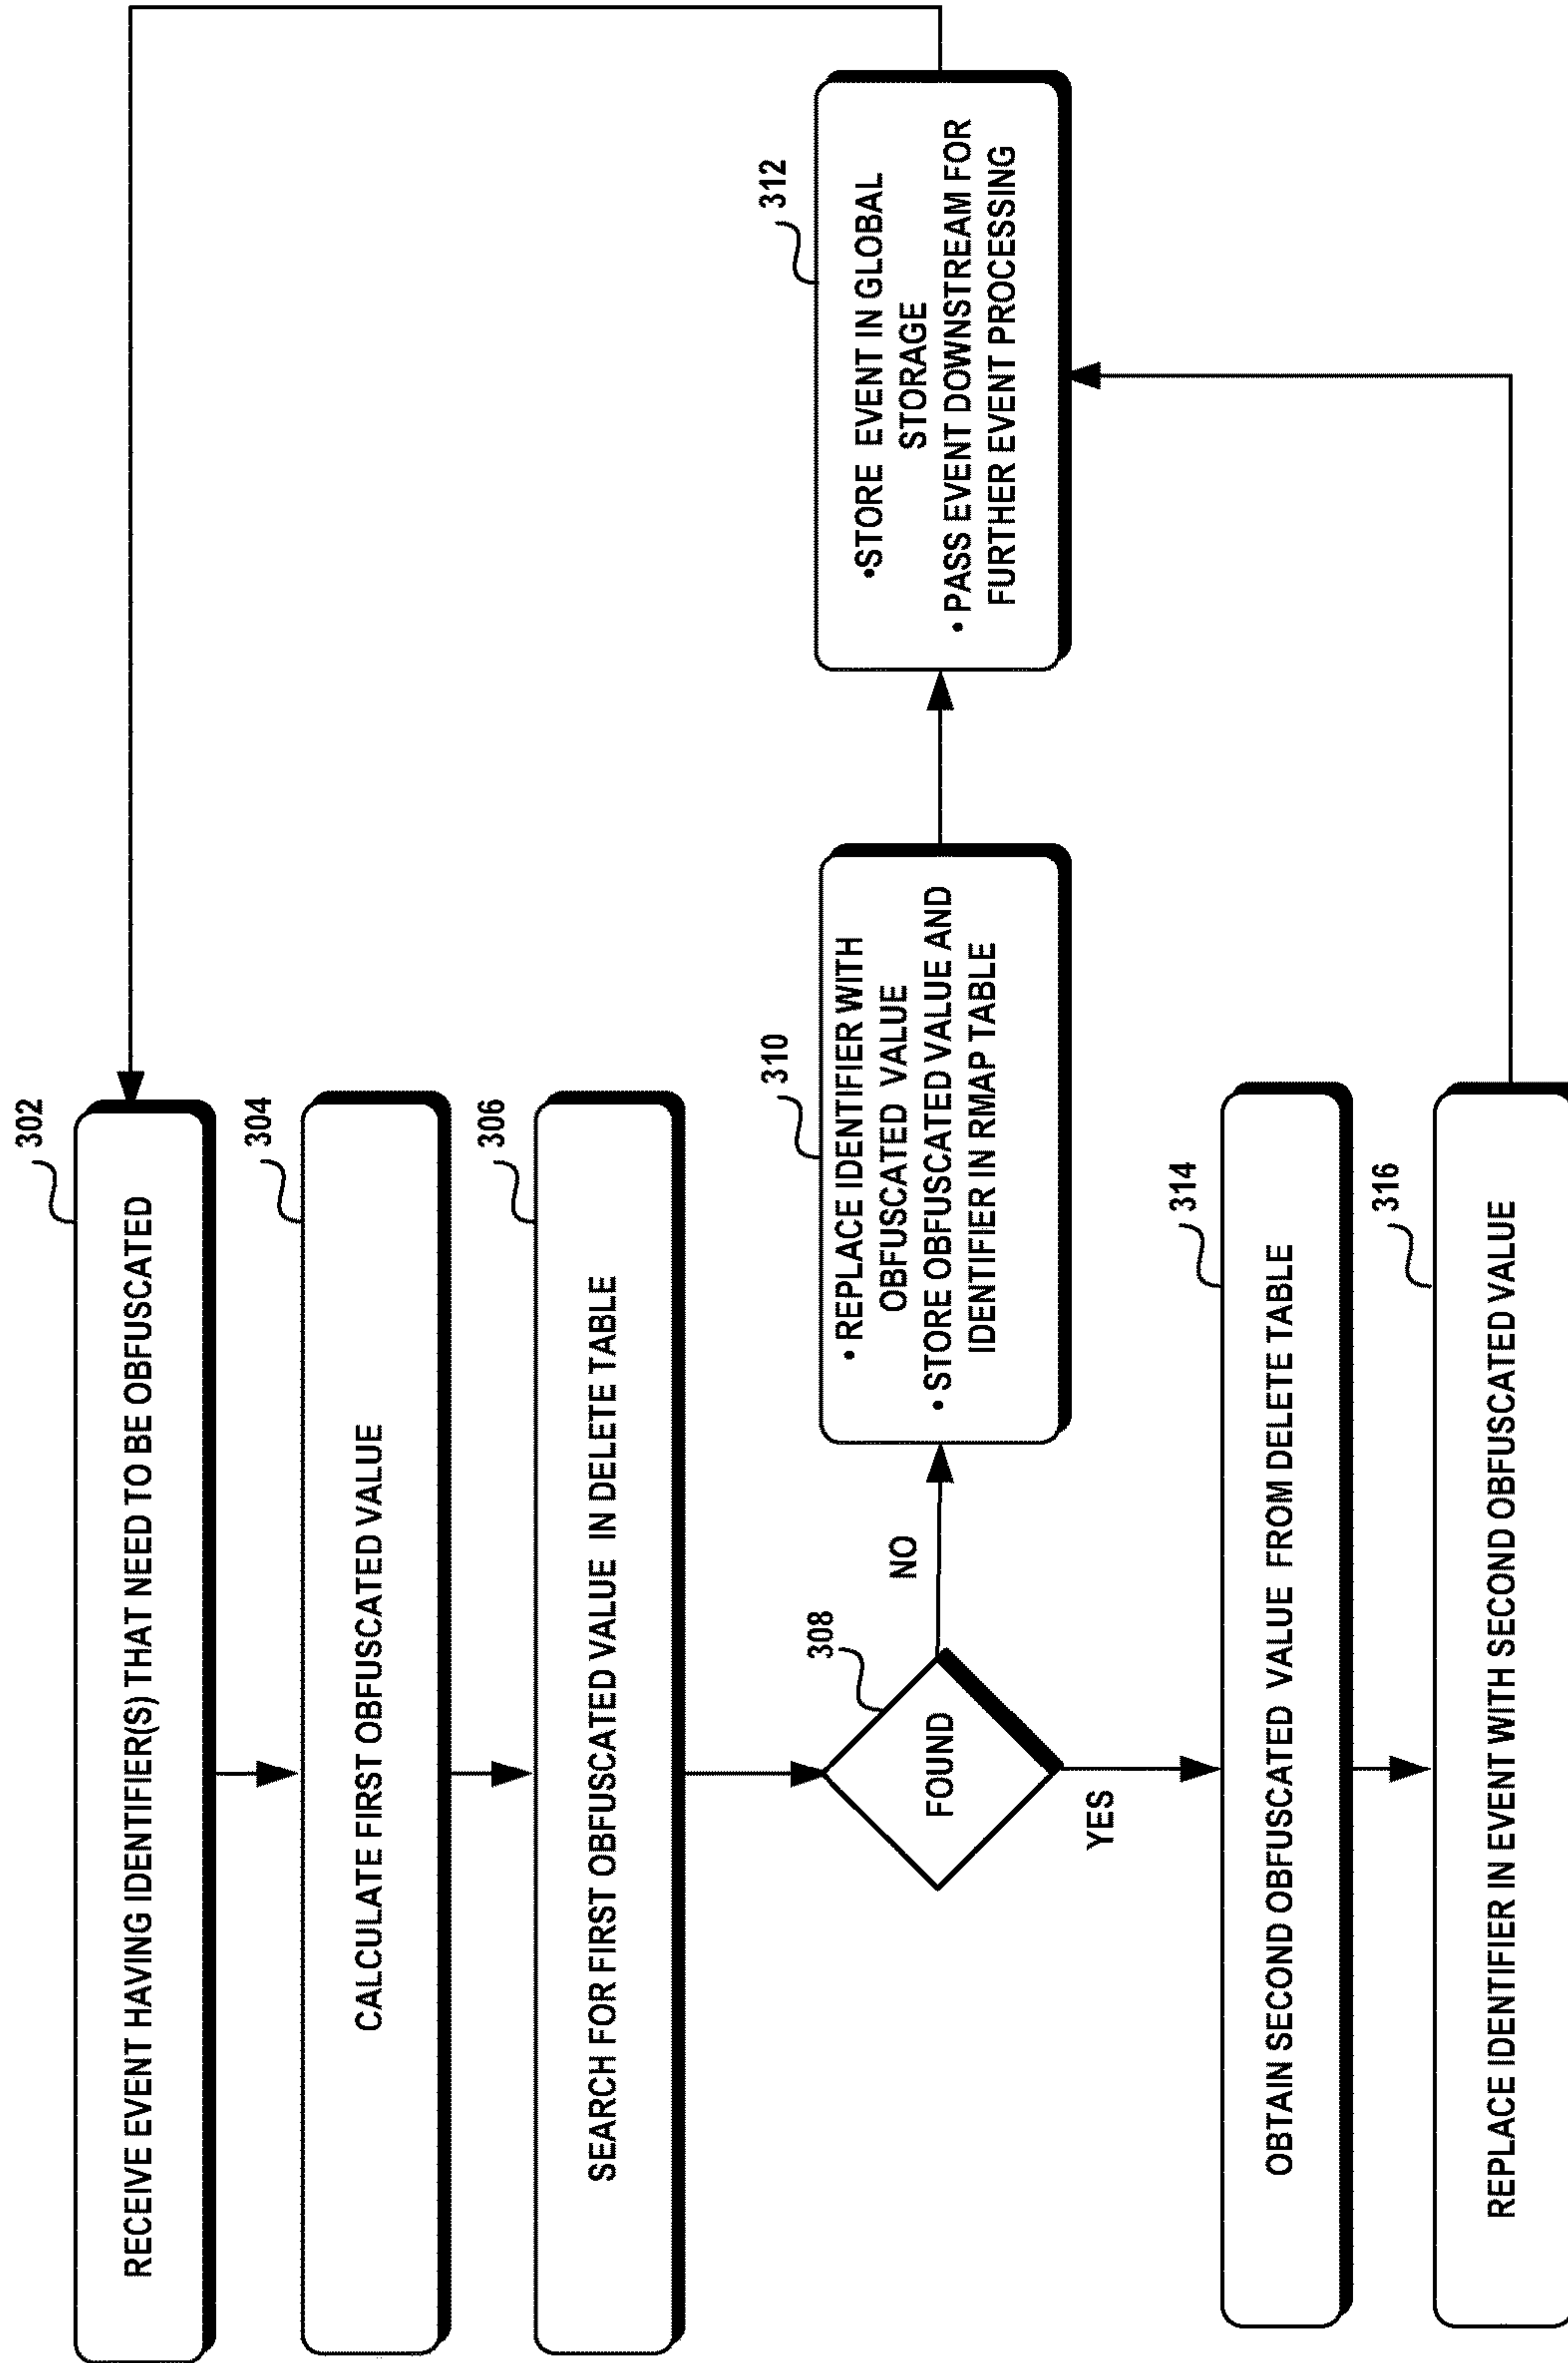 302
RECEIVE EVENT HAVING IDENTIFIER(S) THAT NEED TO BE OBFUSCATED
304
CALCULATE FIRST OBFUSCATED VALUE
306
SEARCH FOR FIRST OBFUSCATED VALUE IN DELETE TABLE
308
FOUND
NO
YES
310
• REPLACE IDENTIFIER WITH
OBFUSCATED VALUE
• STORE OBFUSCATED VALUE AND
IDENTIFIER IN RMAP TABLE
312
•STORE EVENT IN GLOBAL
STORAGE
• PASS EVENT DOWNSTREAM FOR
FURTHER EVENT PROCESSING
314
OBTAIN SECOND OBFUSCATED VALUE FROM DELETE TABLE
316
REPLACE IDENTIFIER IN EVENT WITH SECOND OBFUSCATED VALUE